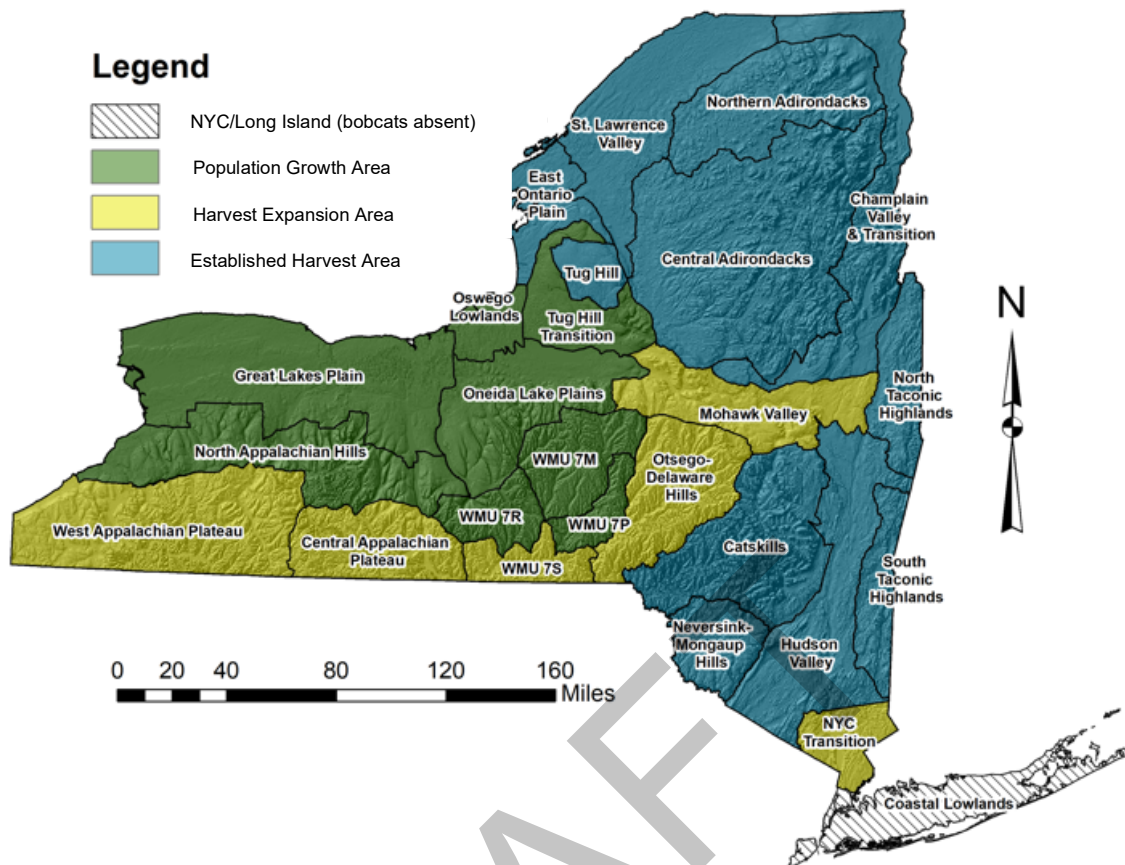 Legend
NYC/Long Island (bobcats absent)
Population Growth Area
Harvest Expansion Area
Established Harvest Area
Northern Adirondacks
St. Lawrence
Valley
East
Ontario
Plain
Champlain
Valley
& Transition
Central Adirondacks
Tug Hill
Oswego
Lowlands
Tug Hill
Transition
N
Great Lakes Plain
Oneida Lake Plains
North
Taconic
Highlands
Mohawk Valley
North Appalachian Hills
WMU 7M
Otsego-
Delaware
Hills
WMU 7R
WMU 7P
West Appalachian Plateau
Central Appalachian
Plateau
WMU 7S
Catskills
South
Taconic
Highlands
Neversink-
Mongaup
Hills
Hudson
Valley
0 20 40 80 120 160
Miles
NYC
Transition
Coastal Lowlands
AF